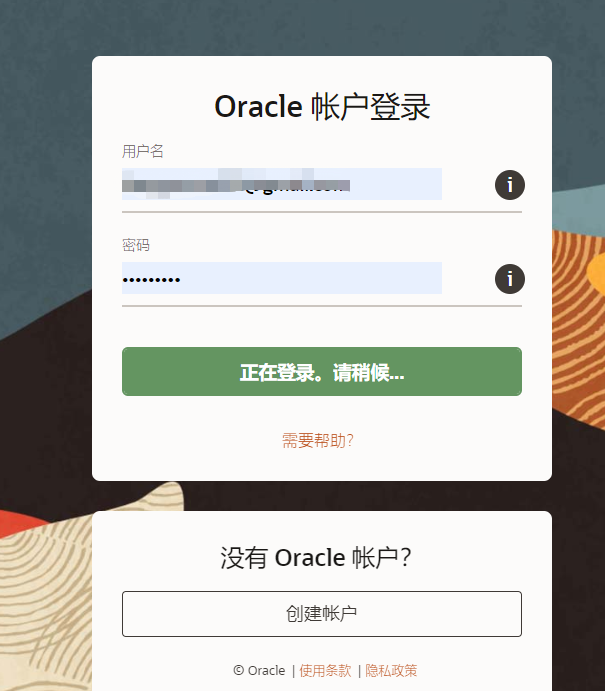 Oracle 帐户登录
用户名
密码
•••••••••
正在登录。请稍候...
需要帮助?
没有 Oracle 帐户?
创建帐户
© Oracle | 使用条款 | 隐私政策